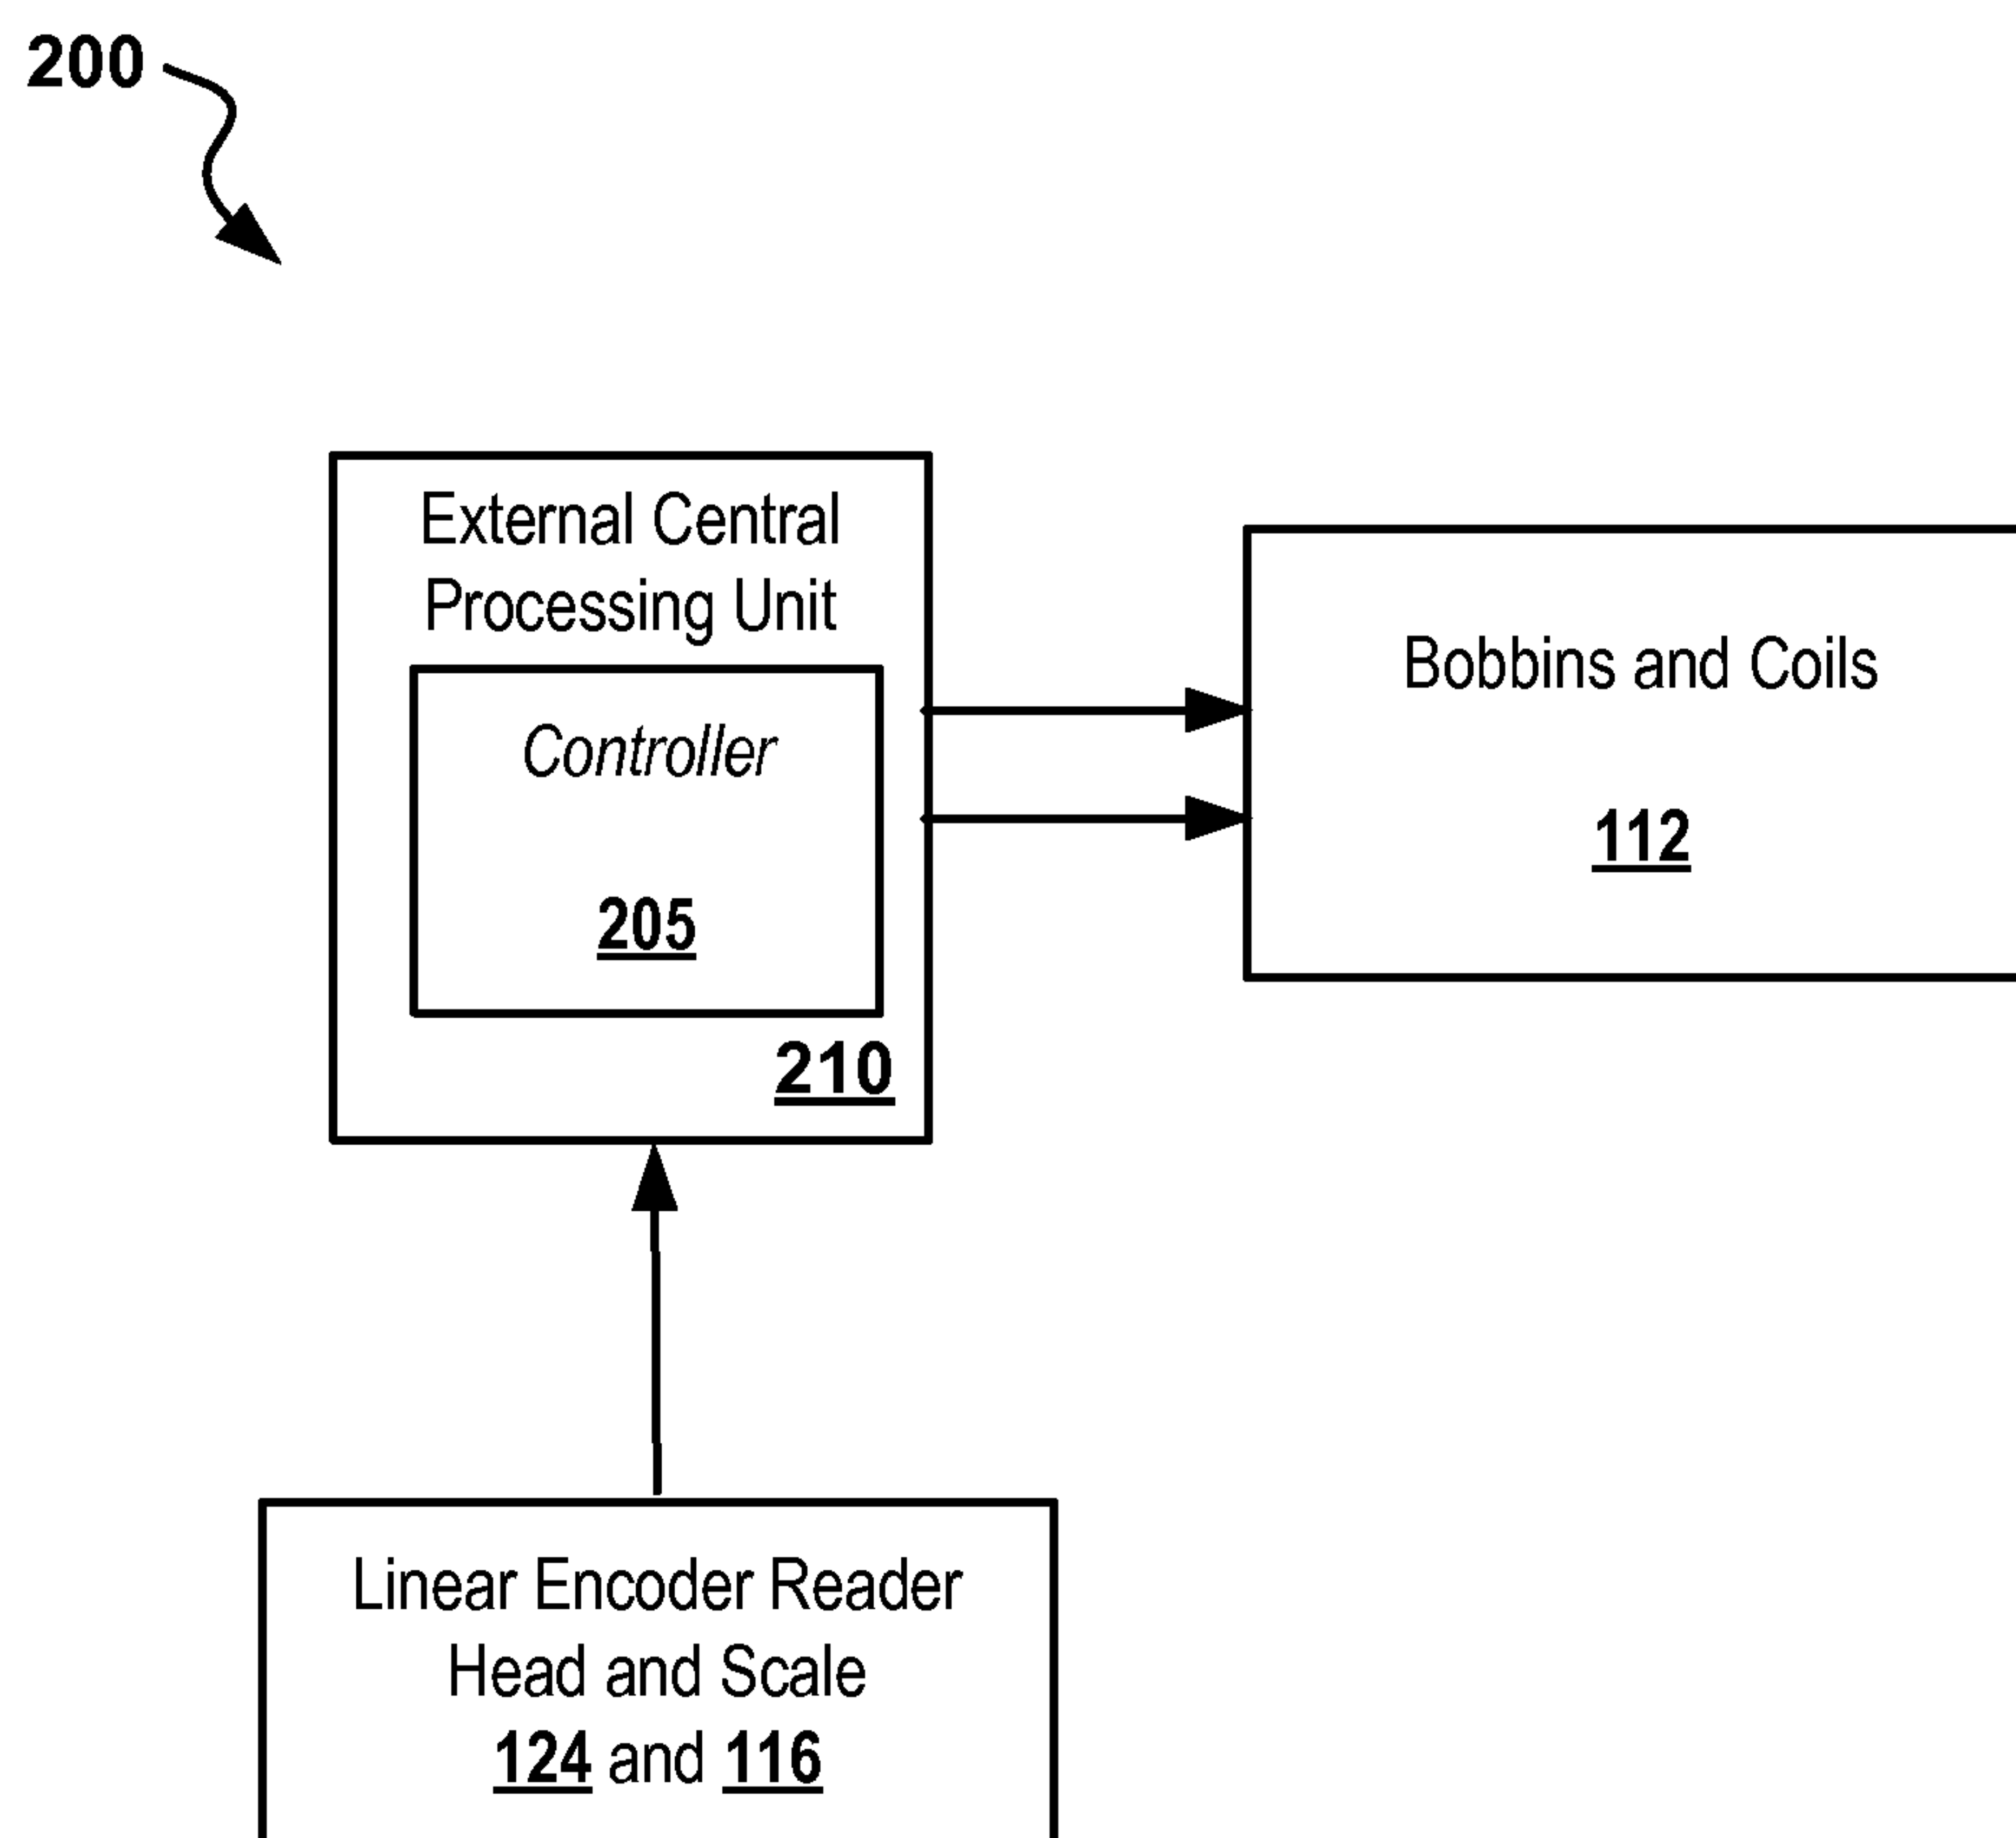 200
External Central
Processing Unit
Controller
205
210
Bobbins and Coils
112
Linear Encoder Reader
Head and Scale
124 and 116